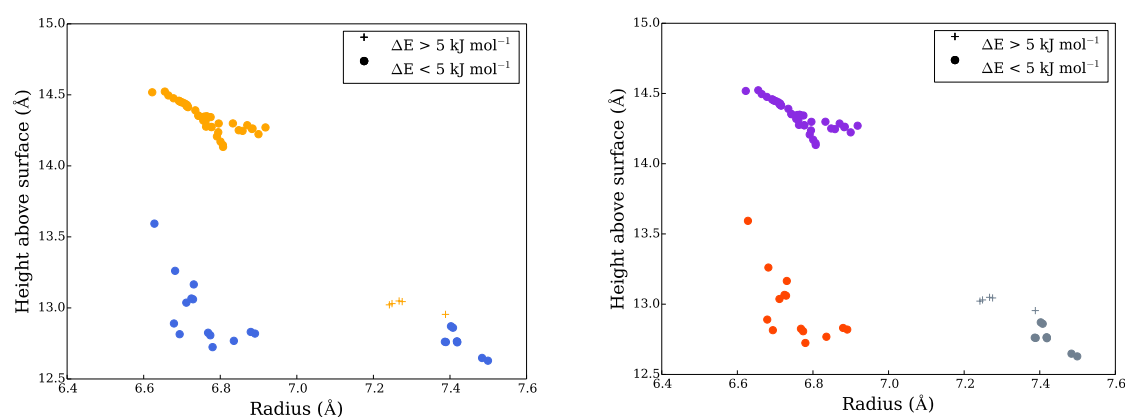 15.0
14.5
14.0
13.5
13.0
12.5
Height above surface (Å)
6.4 6.6 6.8 7.0 7.2 7.4 7.6
Radius (Å)
ΔE > 5 kJ mol⁻¹
ΔE < 5 kJ mol⁻¹
15.0
14.5
14.0
13.5
13.0
12.5
Height above surface (Å)
6.4 6.6 6.8 7.0 7.2 7.4 7.6
Radius (Å)
ΔE > 5 kJ mol⁻¹
ΔE < 5 kJ mol⁻¹